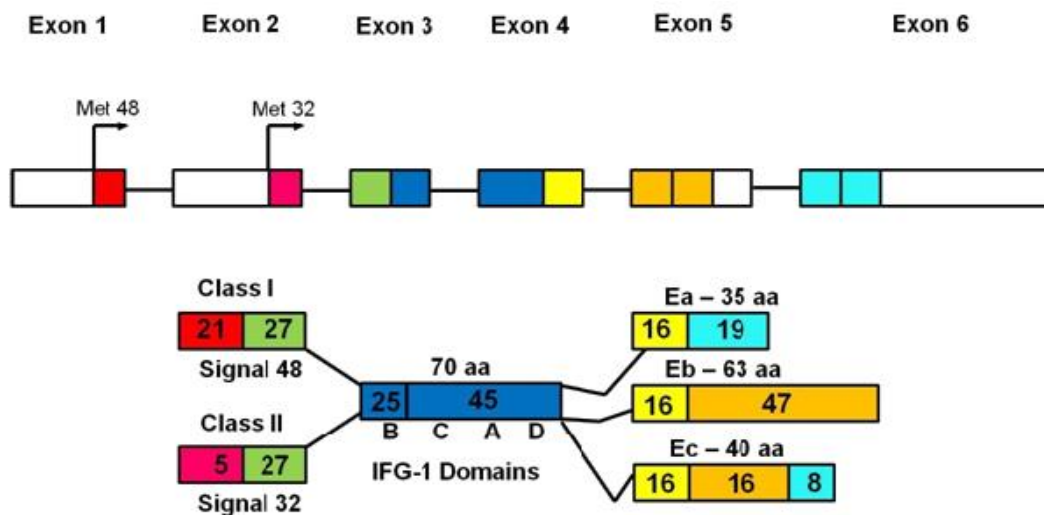 Exon 1 Exon 2 Exon 3 Exon 4 Exon 5 Exon 6
Met 48 Met 32
Class I
21 27
Signal 48
Class II
5 27
Signal 32
70 aa
25 45
B C A D
IFG-1 Domains
Ea – 35 aa
16 19
Eb – 63 aa
16 47
Ec – 40 aa
16 16 8